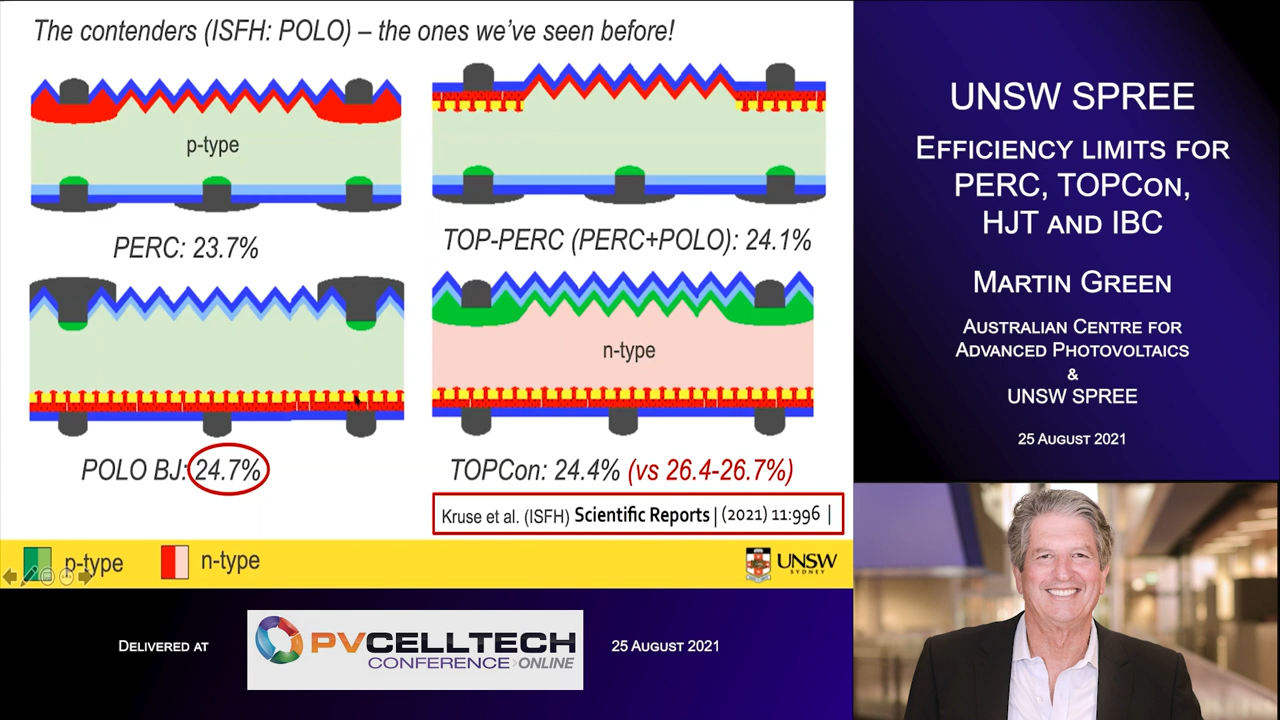 The contenders (ISFH: POLO) – the ones we've seen before!
p-type
PERC: 23.7%
TOP-PERC (PERC+POLO): 24.1%
n-type
POLO BJ: 24.7%
TOPCon: 24.4% (vs 26.4-26.7%)
Kruse et al. (ISFH) Scientific Reports | (2021) 11:996 |
p-type
n-type
UNSW
SYDNEY
UNSW SPREE
Efficiency limits for
PERC, TOPCon,
HJT and IBC
Martin Green
Australian Centre for
Advanced Photovoltaics
&
UNSW SPREE
25 August 2021
Delivered at
PVCELLTECH
CONFERENCE>ONLINE
25 August 2021